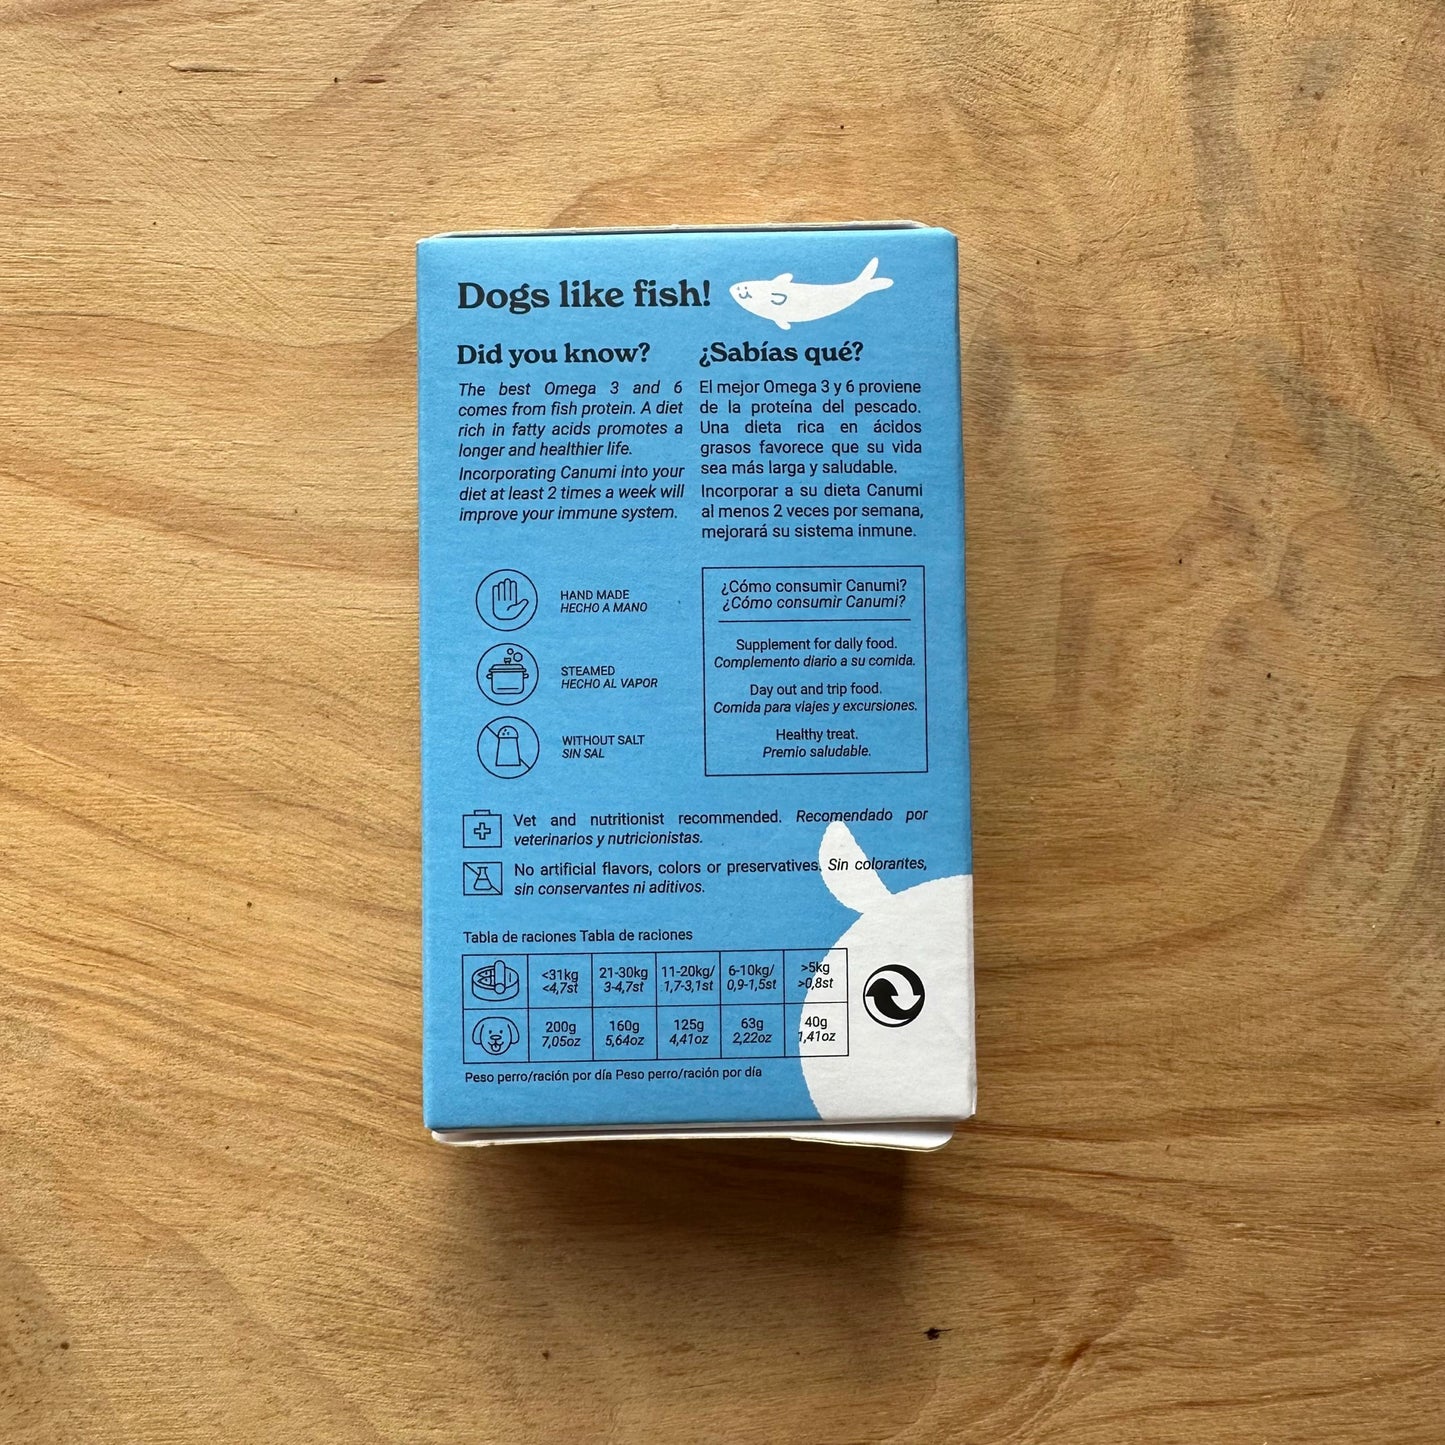 Dogs like fish!
Did you know?
The best Omega 3 and 6
comes from fish protein. A diet
rich in fatty acids promotes a
longer and healthier life.
Incorporating Canumi into your
diet at least 2 times a week will
improve your immune system.
¿Sabías qué?
El mejor Omega 3 y 6 proviene
de la proteína del pescado.
Una dieta rica en ácidos
grasos favorece que su vida
sea más larga y saludable.
Incorporar a su dieta Canumi
al menos 2 veces por semana,
mejorará su sistema inmune.
HAND MADE
HECHO A MANO
STEAMED
HECHO AL VAPOR
WITHOUT SALT
SIN SAL
¿Cómo consumir Canumi?
¿Cómo consumir Canumi?
Supplement for daily food.
Complemento diario a su comida.
Day out and trip food.
Comida para viajes y excursiones.
Healthy treat.
Premio saludable.
Vet and nutritionist recommended. Recomendado por
veterinarios y nutricionistas.
No artificial flavors, colors or preservatives. Sin colorantes,
sin conservantes ni aditivos.
Tabla de raciones Tabla de raciones
<31kg 21-30kg 11-20kg/ 6-10kg/ >5kg
<4,7st 3-4,7st 1,7-3,1st 0,9-1,5st >0,8st
200g 160g 125g 63g 40g
7,05oz 5,64oz 4,41oz 2,22oz 1,41oz
Peso perro/ración por día Peso perro/ración por día